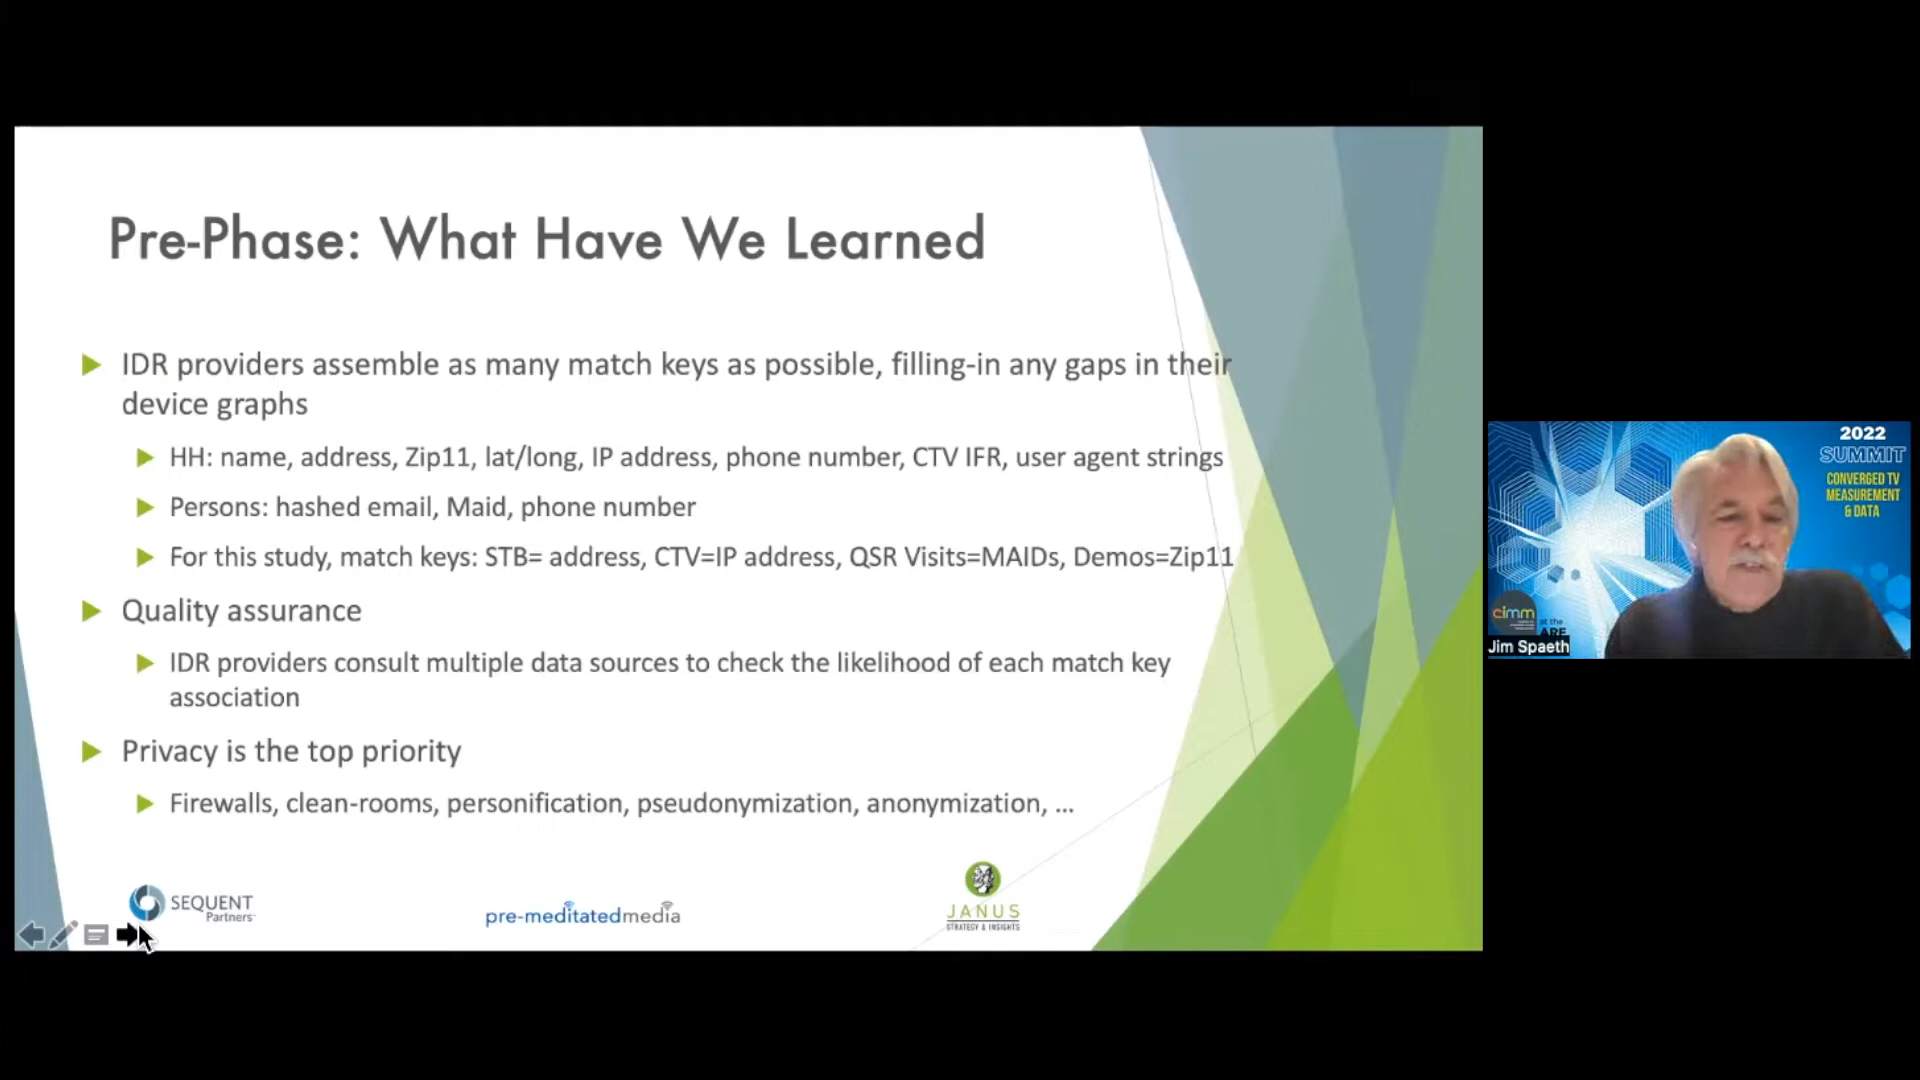 Pre-Phase: What Have We Learned
IDR providers assemble as many match keys as possible, filling-in any gaps in their
device graphs
HH: name, address, Zip11, lat/long, IP address, phone number, CTV IFR, user agent strings
Persons: hashed email, Maid, phone number
For this study, match keys: STB= address, CTV=IP address, QSR Visits=MAIDs, Demos=Zip11
Quality assurance
IDR providers consult multiple data sources to check the likelihood of each match key
association
Privacy is the top priority
Firewalls, clean-rooms, personification, pseudonymization, anonymization, ...
SEQUENT
Partners
pre-meditatedmedia
JANUS
STRATEGY & INSIGHTS
2022
SUMMIT
CONVERGED TV
MEASUREMENT
& DATA
cimm
at the
ARF
Jim Spaeth